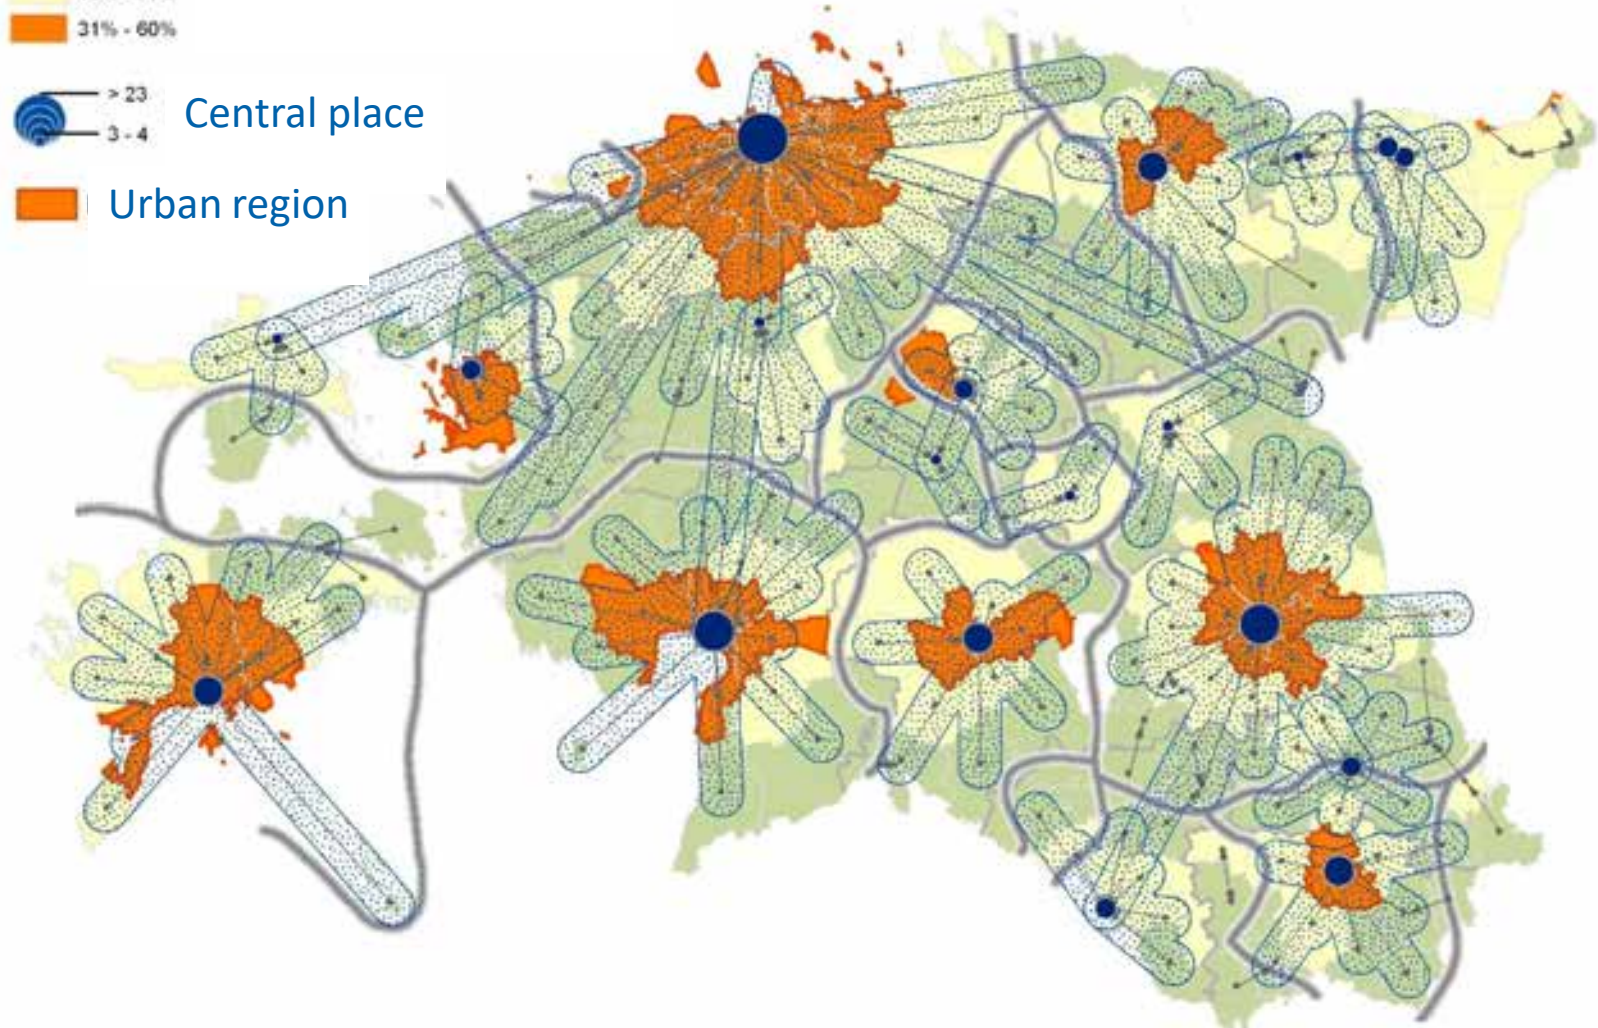 31% - 60%
> 23
Central place
3 - 4
Urban region